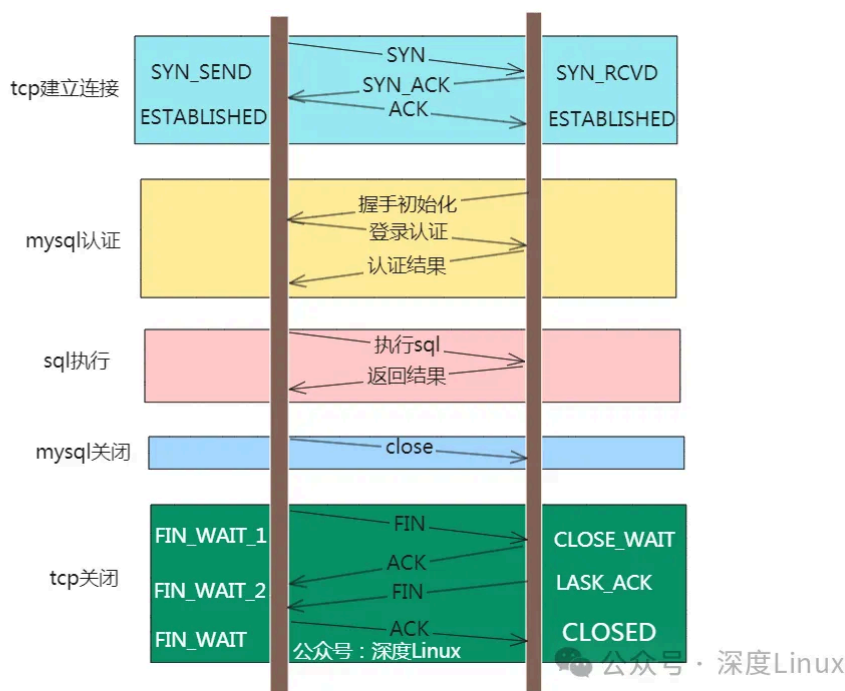 tcp建立连接
SYN_SEND
ESTABLISHED
SYN
SYN_ACK
ACK
SYN_RCVD
ESTABLISHED
mysql认证
握手初始化
登录认证
认证结果
sql执行
执行sql
返回结果
mysql关闭
close
tcp关闭
FIN_WAIT_1
FIN_WAIT_2
FIN_WAIT
FIN
ACK
FIN
ACK
CLOSE_WAIT
LASK_ACK
CLOSED
公众号：深度Linux
公众号 · 深度Linux